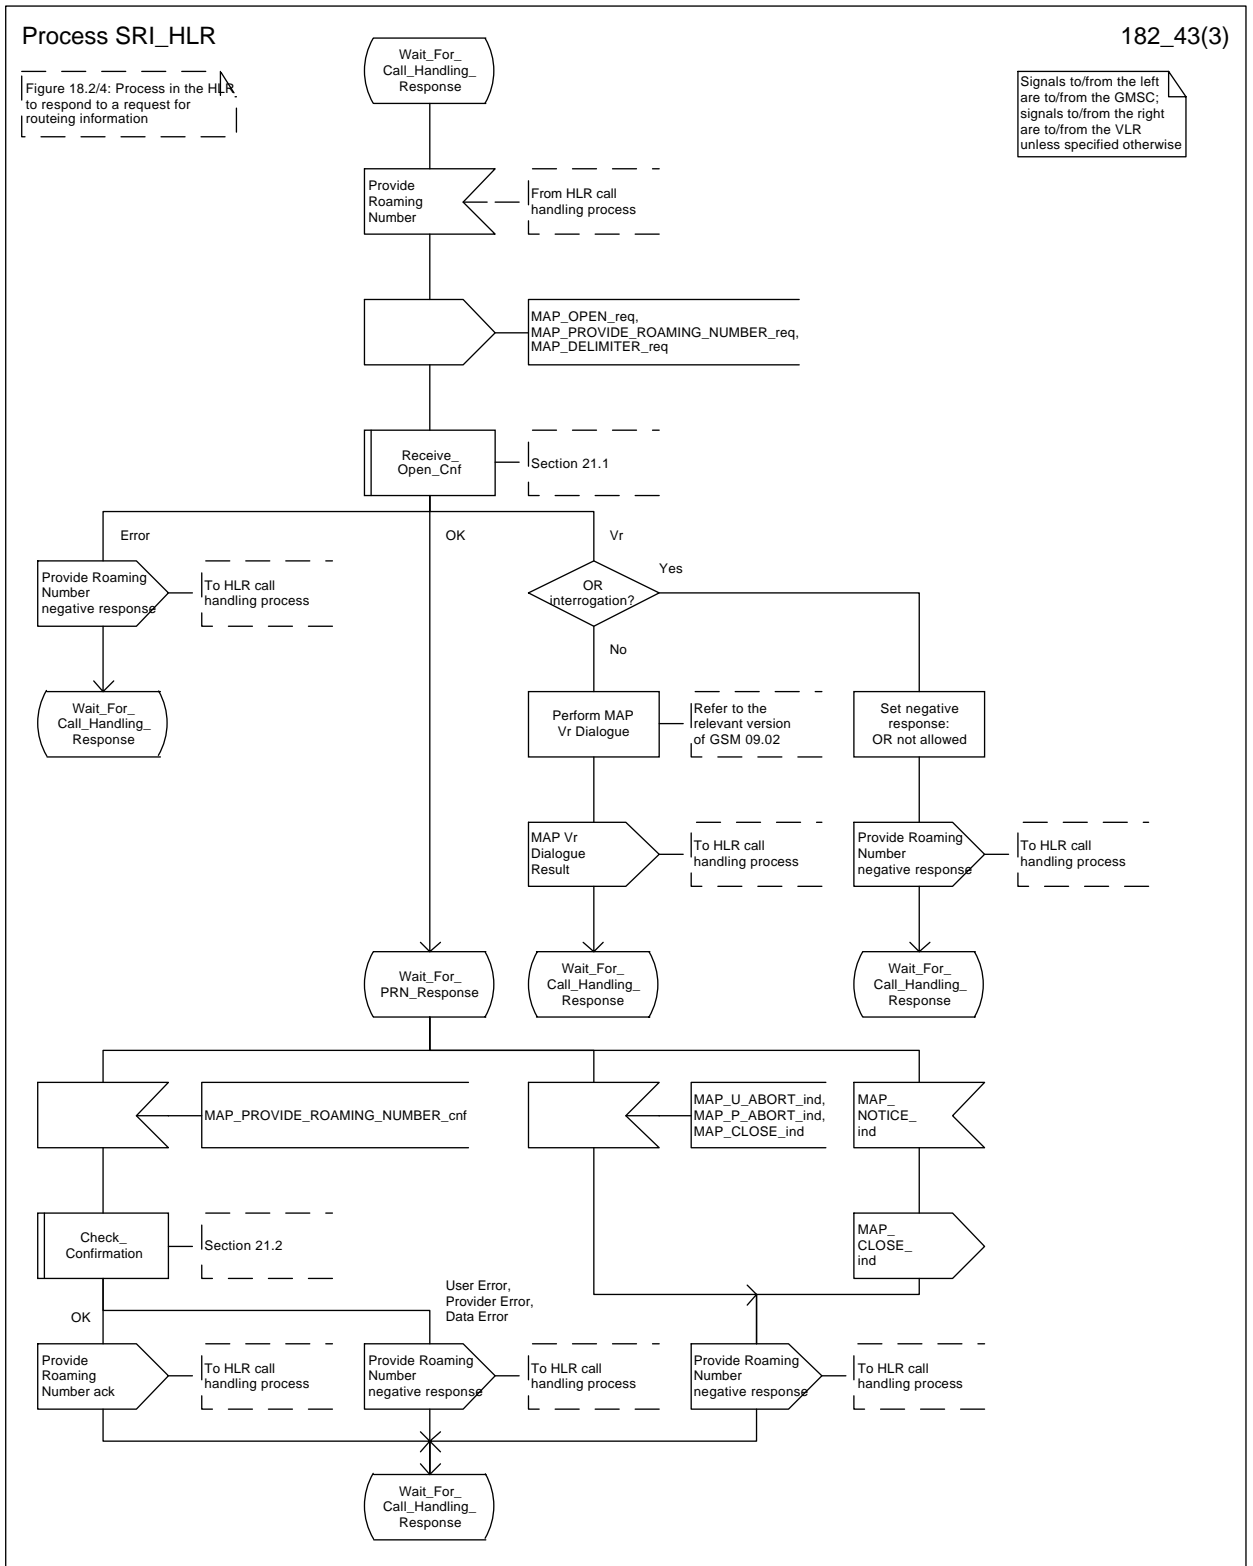 Process SRI_HLR
182_43(3)
Figure 18.2/4: Process in the HLR
to respond to a request for
routeing information
Wait_For_
Call_Handling_
Response
Signals to/from the left
are to/from the GMSC;
signals to/from the right
are to/from the VLR
unless specified otherwise
Provide
Roaming
Number
From HLR call
handling process
MAP_OPEN_req,
MAP_PROVIDE_ROAMING_NUMBER_req,
MAP_DELIMITER_req
Receive_
Open_Cnf
Section 21.1
Error
OK
Vr
Provide Roaming
Number
negative response
To HLR call
handling process
OR
interrogation?
Yes
No
Wait_For_
Call_Handling_
Response
Perform MAP
Vr Dialogue
Refer to the
relevant version
of GSM 09.02
Set negative
response:
OR not allowed
MAP Vr
Dialogue
Result
To HLR call
handling process
Provide Roaming
Number
negative response
To HLR call
handling process
Wait_For_
PRN_Response
Wait_For_
Call_Handling_
Response
Wait_For_
Call_Handling_
Response
MAP_PROVIDE_ROAMING_NUMBER_cnf
MAP_U_ABORT_ind,
MAP_P_ABORT_ind,
MAP_CLOSE_ind
MAP_
NOTICE_
ind
Check_
Confirmation
Section 21.2
MAP_
CLOSE_
ind
OK
User Error,
Provider Error,
Data Error
Provide
Roaming
Number ack
To HLR call
handling process
Provide Roaming
Number
negative response
To HLR call
handling process
Provide Roaming
Number
negative response
To HLR call
handling process
Wait_For_
Call_Handling_
Response